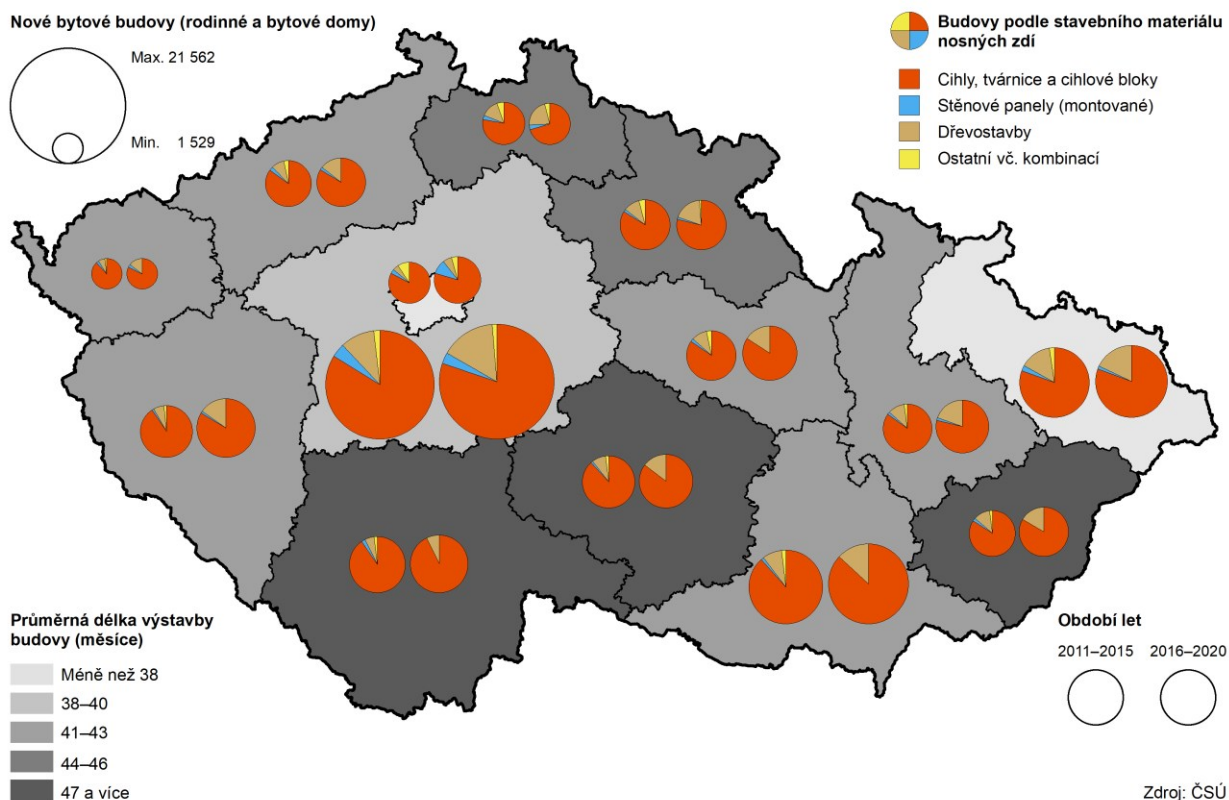 Nové bytové budovy (rodinné a bytové domy)
Max. 21 562
Min. 1 529
Budovy podle stavebního materiálu
nosných zdí
Cihly, tvárnice a cihlové bloky
Stěnové panely (montované)
Dřevostavby
Ostatní vč. kombinací
Průměrná délka výstavby
budovy (měsíce)
Méně než 38
38–40
41–43
44–46
47 a více
Období let
2011–2015 2016–2020
Zdroj: ČSÚ